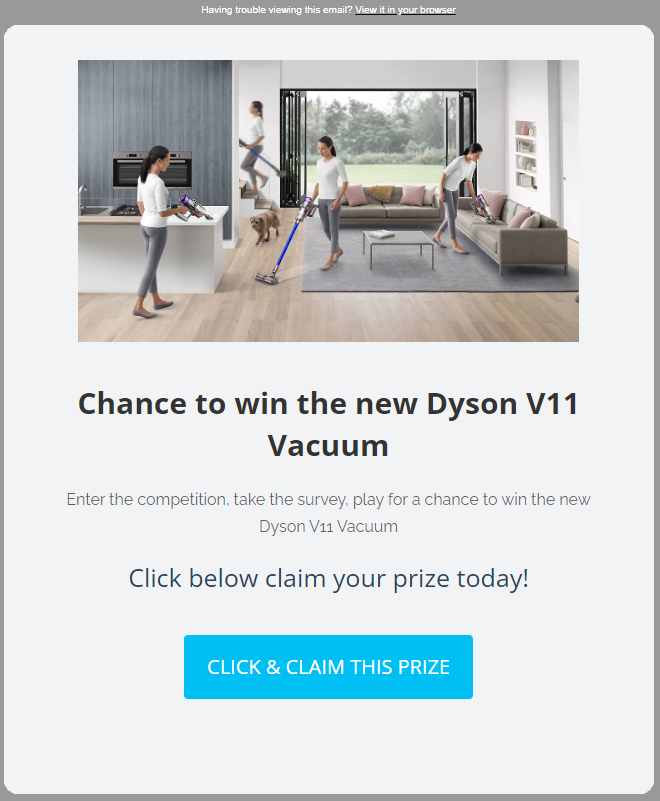 Having trouble viewing this email? View it in your browser
Chance to win the new Dyson V11
Vacuum
Enter the competition, take the survey, play for a chance to win the new
Dyson V11 Vacuum
Click below claim your prize today!
CLICK & CLAIM THIS PRIZE